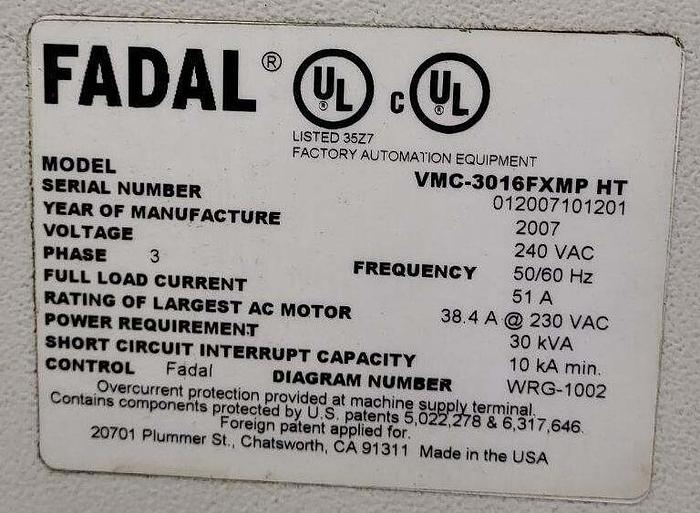 FADAL® UL® c UL®
LISTED 35Z7
FACTORY AUTOMATION EQUIPMENT
MODEL VMC-3016FXMP HT
SERIAL NUMBER 012007101201
YEAR OF MANUFACTURE 2007
VOLTAGE 240 VAC
PHASE 3 FREQUENCY 50/60 Hz
FULL LOAD CURRENT 51 A
RATING OF LARGEST AC MOTOR 38.4 A @ 230 VAC
POWER REQUIREMENT 30 kVA
SHORT CIRCUIT INTERRUPT CAPACITY 10 kA min.
CONTROL Fadal DIAGRAM NUMBER WRG-1002
Overcurrent protection provided at machine supply terminal.
Contains components protected by U.S. patents 5,022,278 & 6,317,646.
Foreign patent applied for.
20701 Plummer St., Chatsworth, CA 91311 Made in the USA